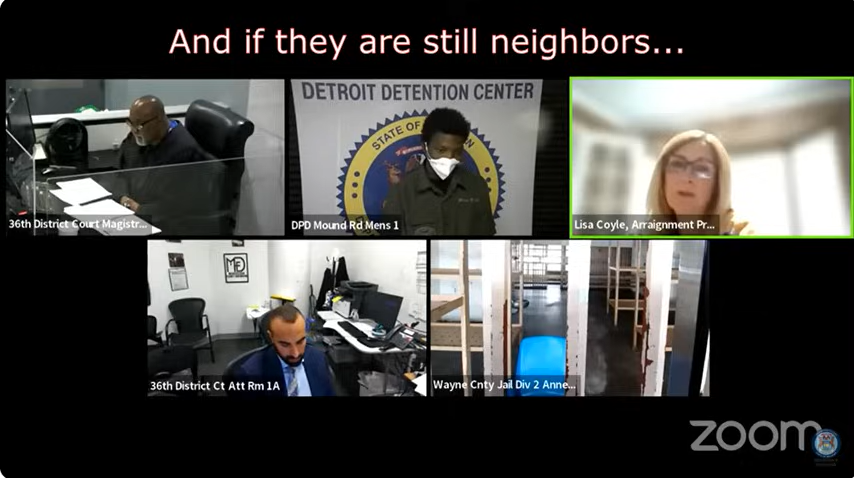 And if they are still neighbors...
DETROIT DETENTION CENTER
STATE OF
36th District Court Magistr...
DPD Mound Rd Mens 1
Lisa Coyle, Arraignment Pr...
36th District Ct Att Rm 1A
Wayne Cnty Jail Div 2 Anne...
zoom